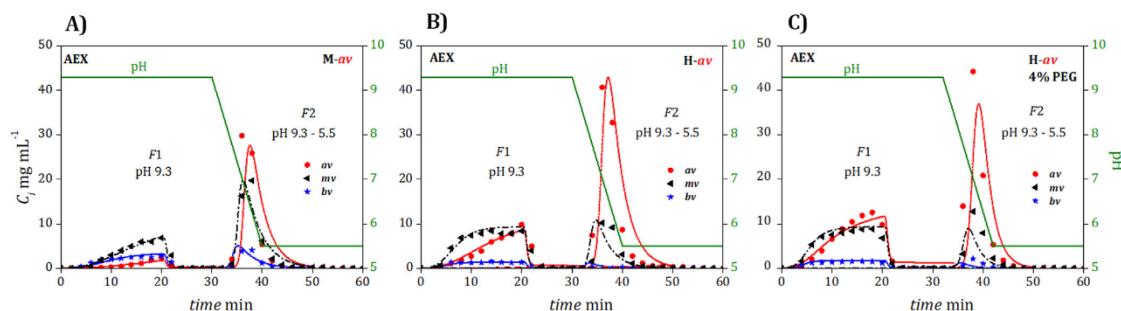 A)
AEX
M-av
pH
F2
pH 9.3 - 5.5
F1
pH 9.3
av
mv
bv
50
40
30
20
10
0
10
9
8
7
6
5
0 10 20 30 40 50 60
C_i mg mL⁻¹
time min
B)
AEX
H-av
pH
F2
pH 9.3 - 5.5
F1
pH 9.3
av
mv
bv
50
40
30
20
10
0
10
9
8
7
6
5
0 10 20 30 40 50 60
time min
C)
AEX
H-av
4% PEG
pH
F2
pH 9.3 - 5.5
F1
pH 9.3
av
mv
bv
50
40
30
20
10
0
10
9
8
7
6
5
0 10 20 30 40 50 60
time min
pH